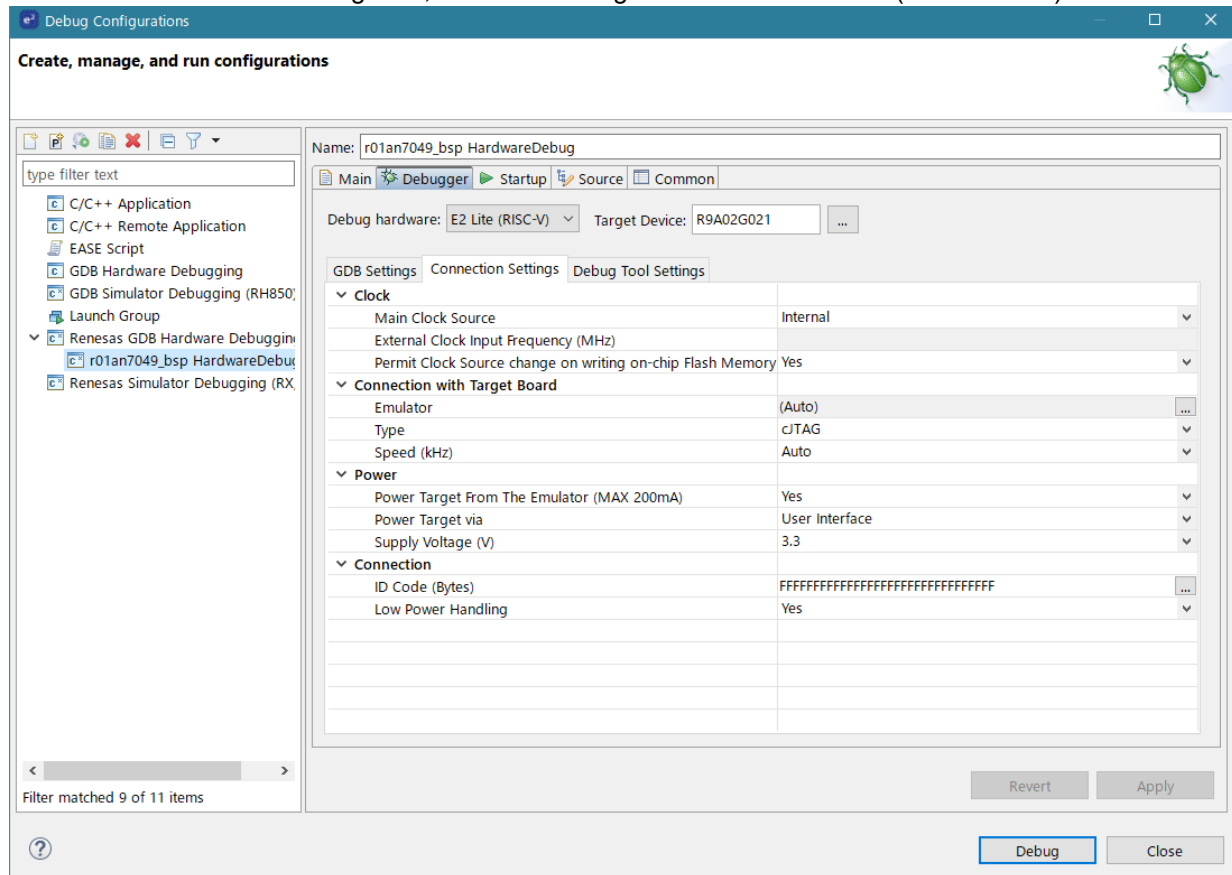 Debug Configurations
Create, manage, and run configurations
type filter text
C/C++ Application
C/C++ Remote Application
EASE Script
GDB Hardware Debugging
GDB Simulator Debugging (RH850)
Launch Group
Renesas GDB Hardware Debuggin
r01an7049_bsp HardwareDebug
Renesas Simulator Debugging (RX,
Filter matched 9 of 11 items
Name: r01an7049_bsp HardwareDebug
Main Debugger Startup Source Common
Debug hardware: E2 Lite (RISC-V) Target Device: R9A02G021 ...
GDB Settings Connection Settings Debug Tool Settings
Clock
Main Clock Source Internal
External Clock Input Frequency (MHz)
Permit Clock Source change on writing on-chip Flash Memory Yes
Connection with Target Board
Emulator (Auto) ...
Type cJTAG
Speed (kHz) Auto
Power
Power Target From The Emulator (MAX 200mA) Yes
Power Target via User Interface
Supply Voltage (V) 3.3
Connection
ID Code (Bytes) FFFFFFFFFFFFFFFFFFFFFFFFFFFFFFFF ...
Low Power Handling Yes
Revert Apply
Debug Close